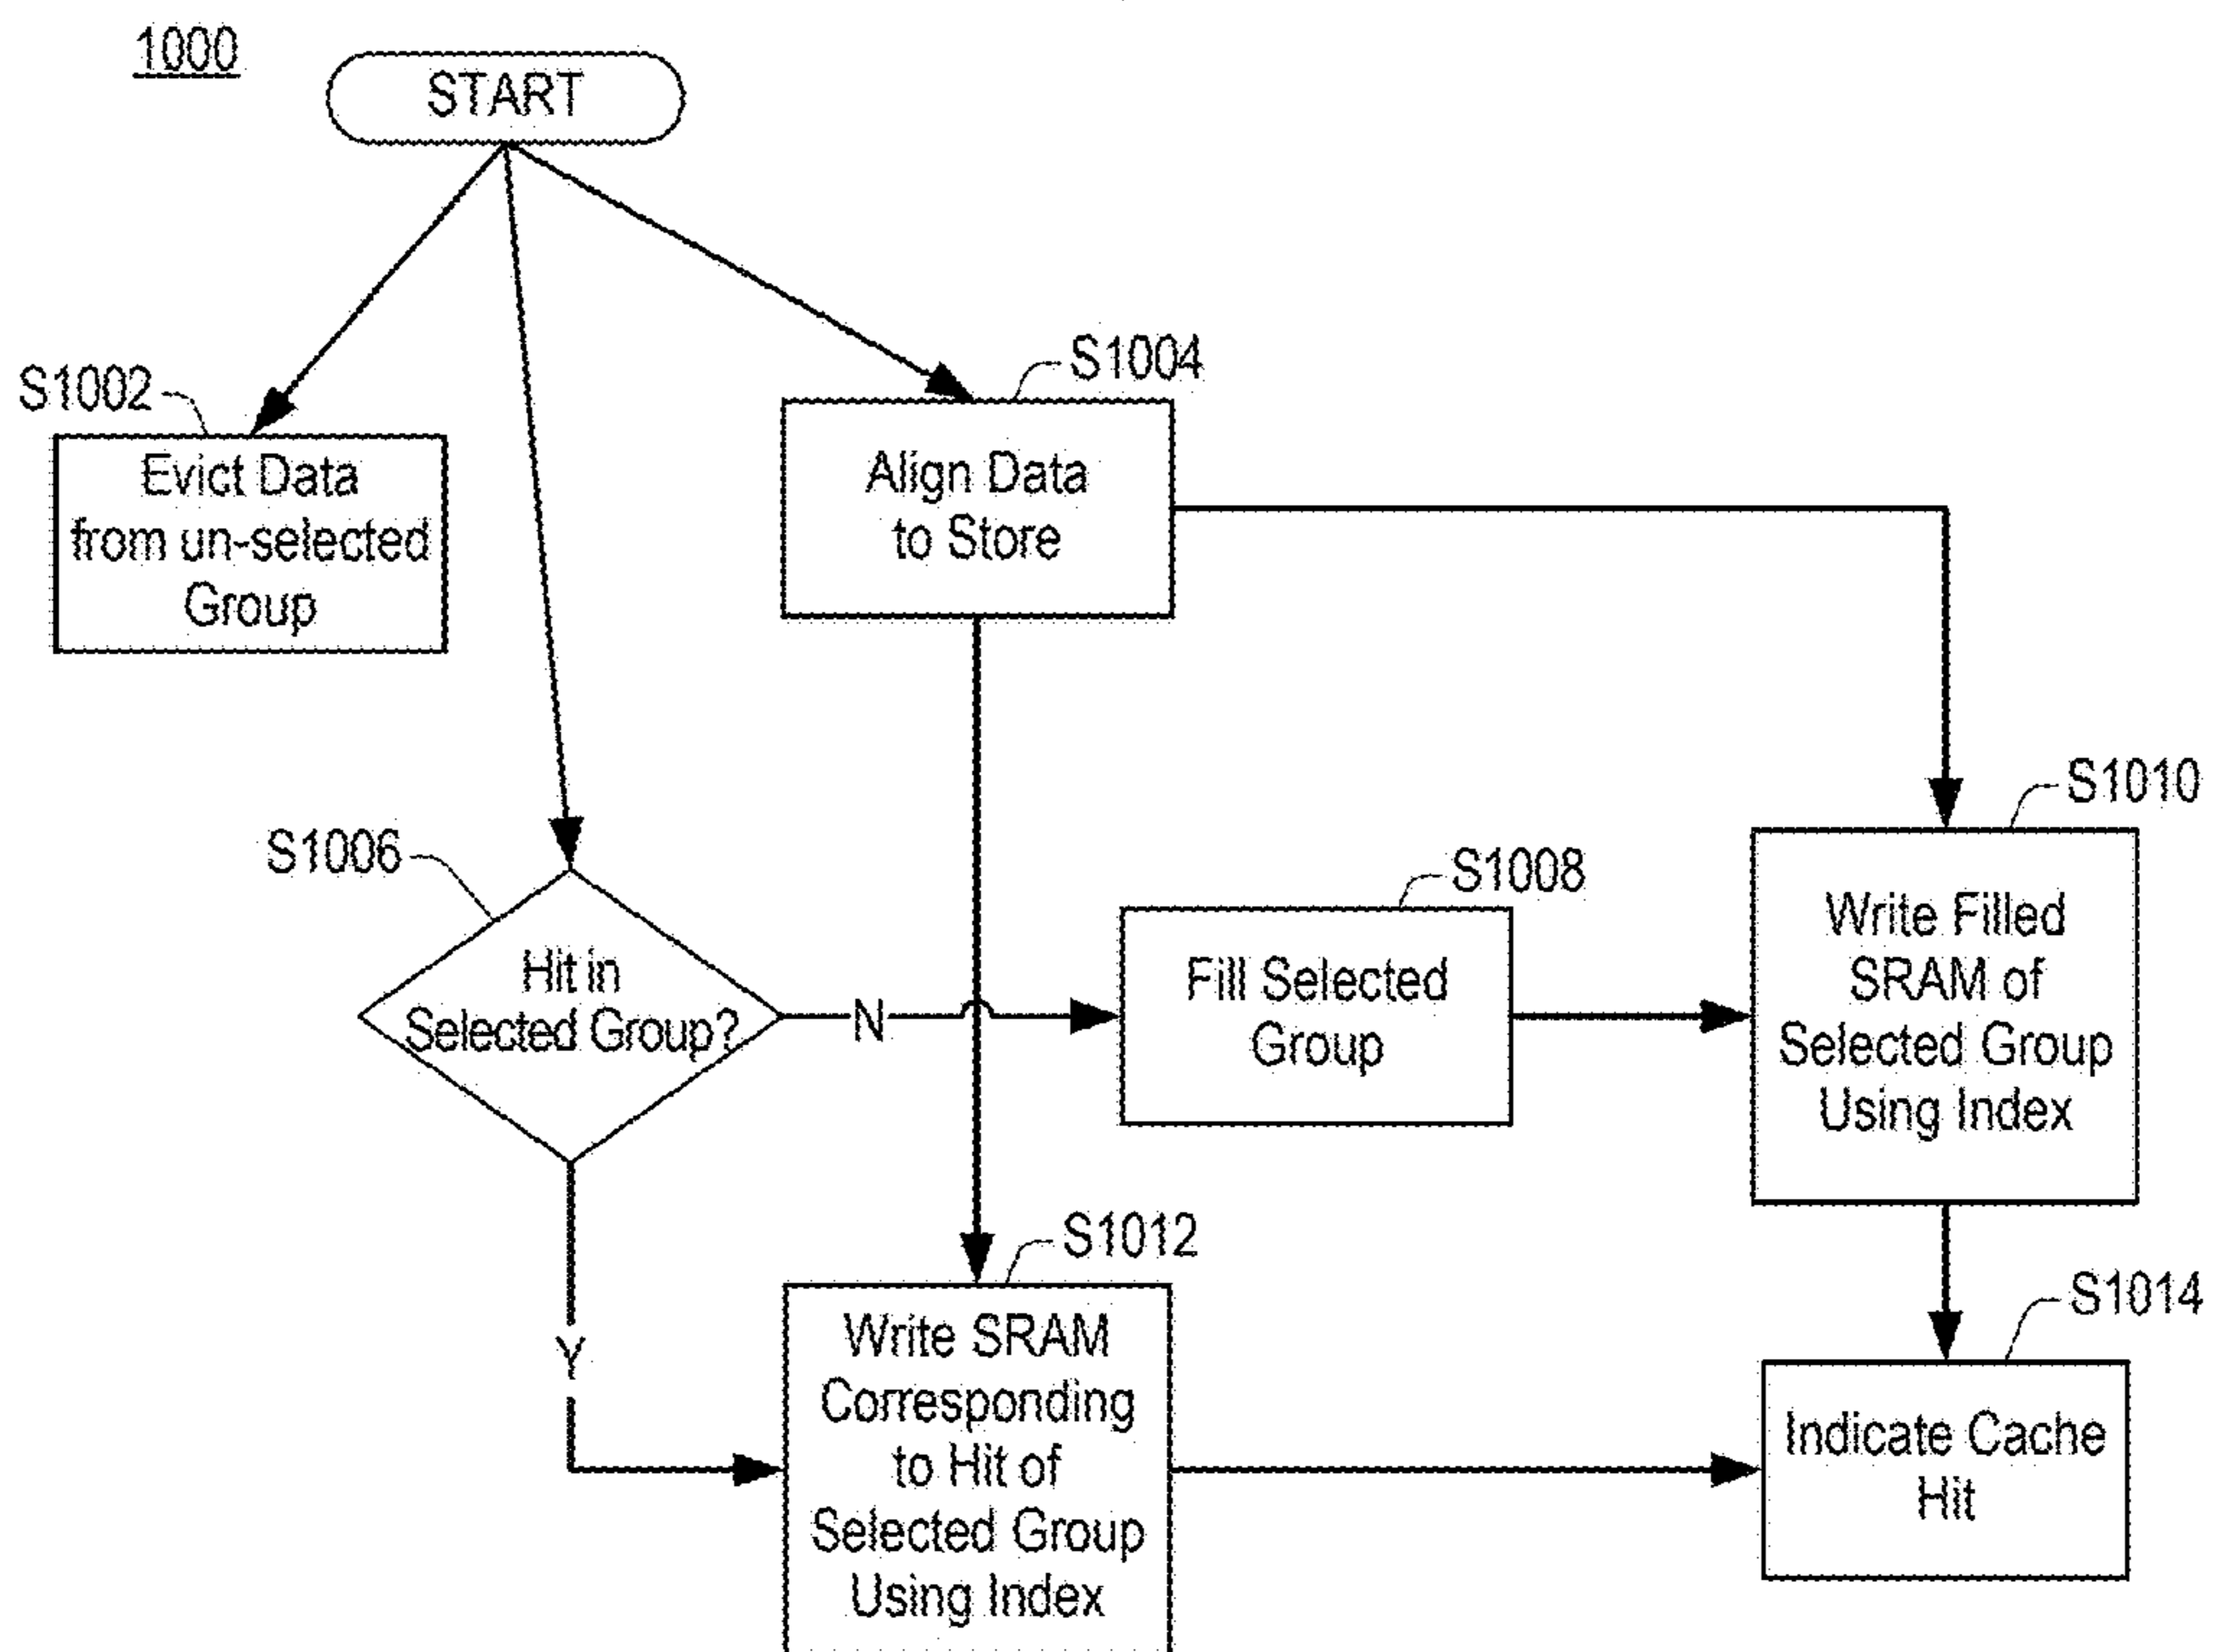 1000
START
S1004
S1002
Evict Data
from un-selected
Group
Align Data
to Store
S1010
S1006
S1008
Hit in
Selected Group?
N
Fill Selected
Group
Write Filled
SRAM of
Selected Group
Using Index
S1012
S1014
Y
Write SRAM
Corresponding
to Hit of
Selected Group
Using Index
Indicate Cache
Hit